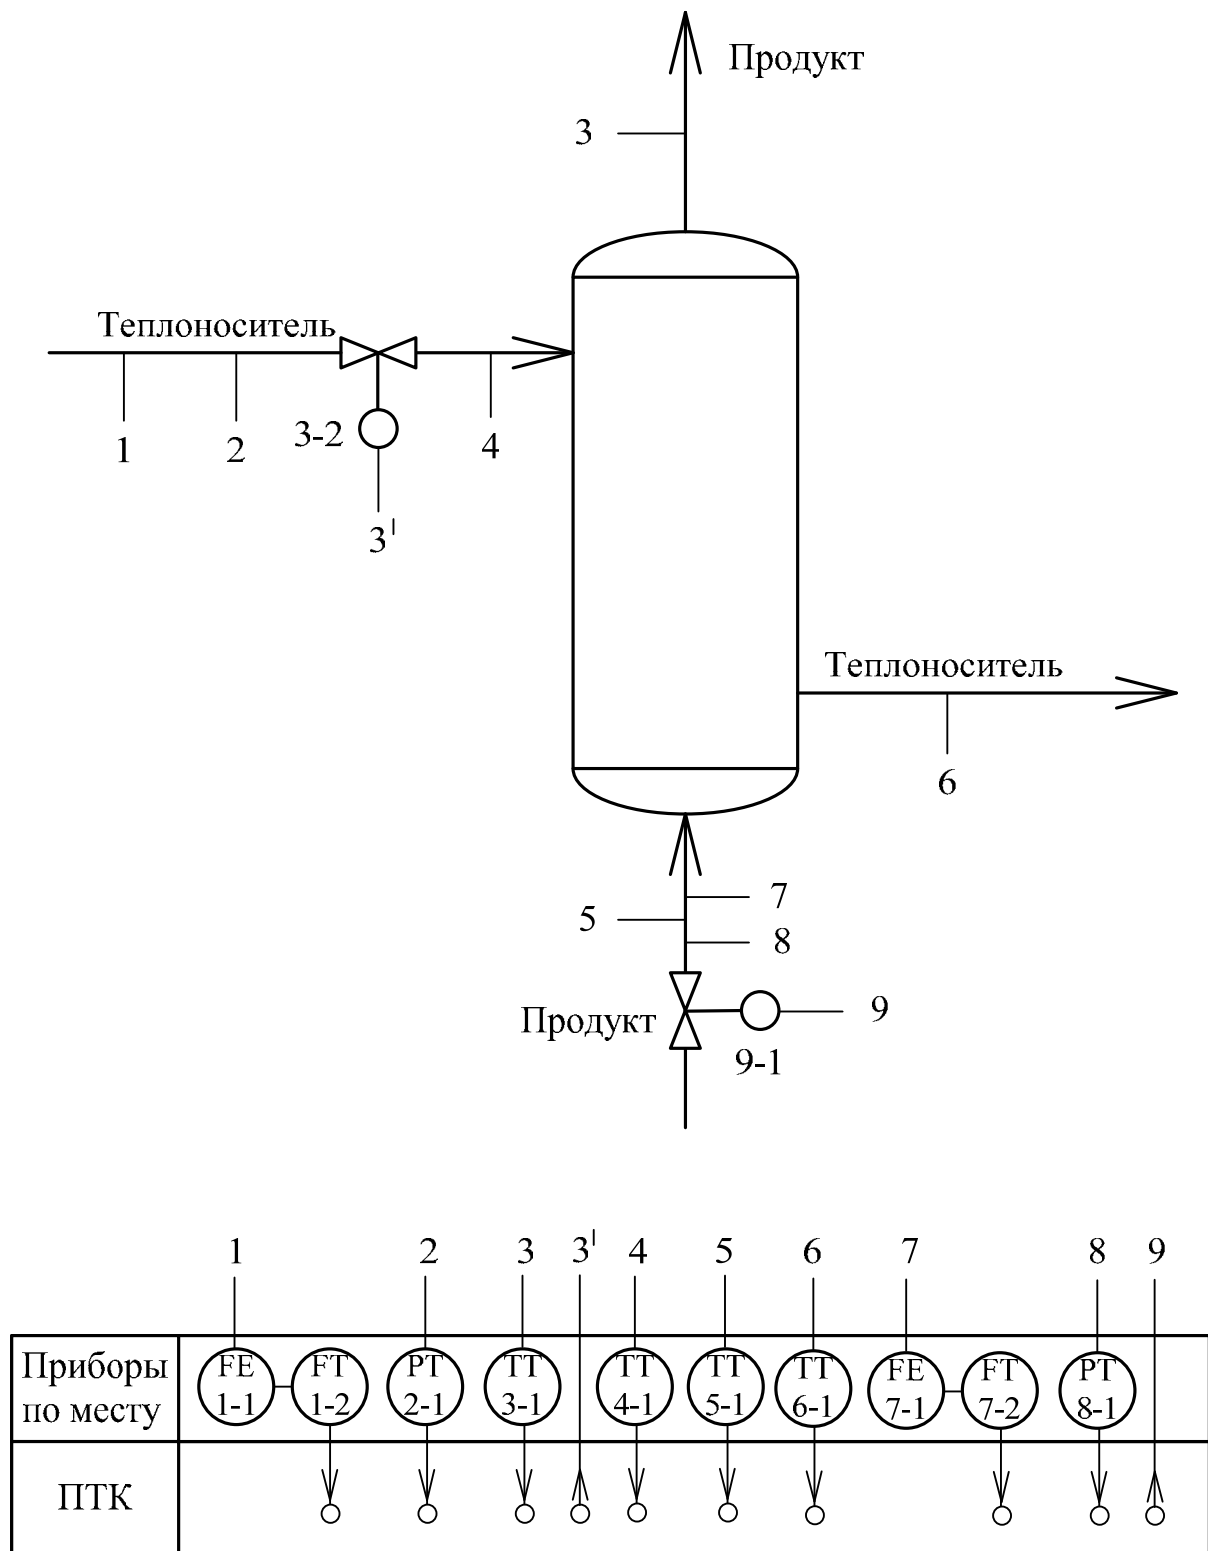 Продукт
3
Теплоноситель
1
2
3-2
4
3'
Теплоноситель
6
7
5
8
Продукт
9
9-1
1 2 3 3' 4 5 6 7 8 9
Приборы по месту
FE 1-1
FT 1-2
PT 2-1
TT 3-1
TT 4-1
TT 5-1
TT 6-1
FE 7-1
FT 7-2
PT 8-1
ПТК